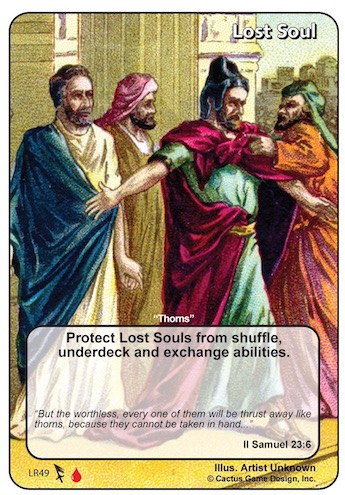 Lost Soul
"Thorns"
Protect Lost Souls from shuffle,
underdeck and exchange abilities.
"But the worthless, every one of them will be thrust away like
thorns, because they cannot be taken in hand..."
II Samuel 23:6
LR49
Illus. Artist Unknown
© Cactus Game Design, Inc.